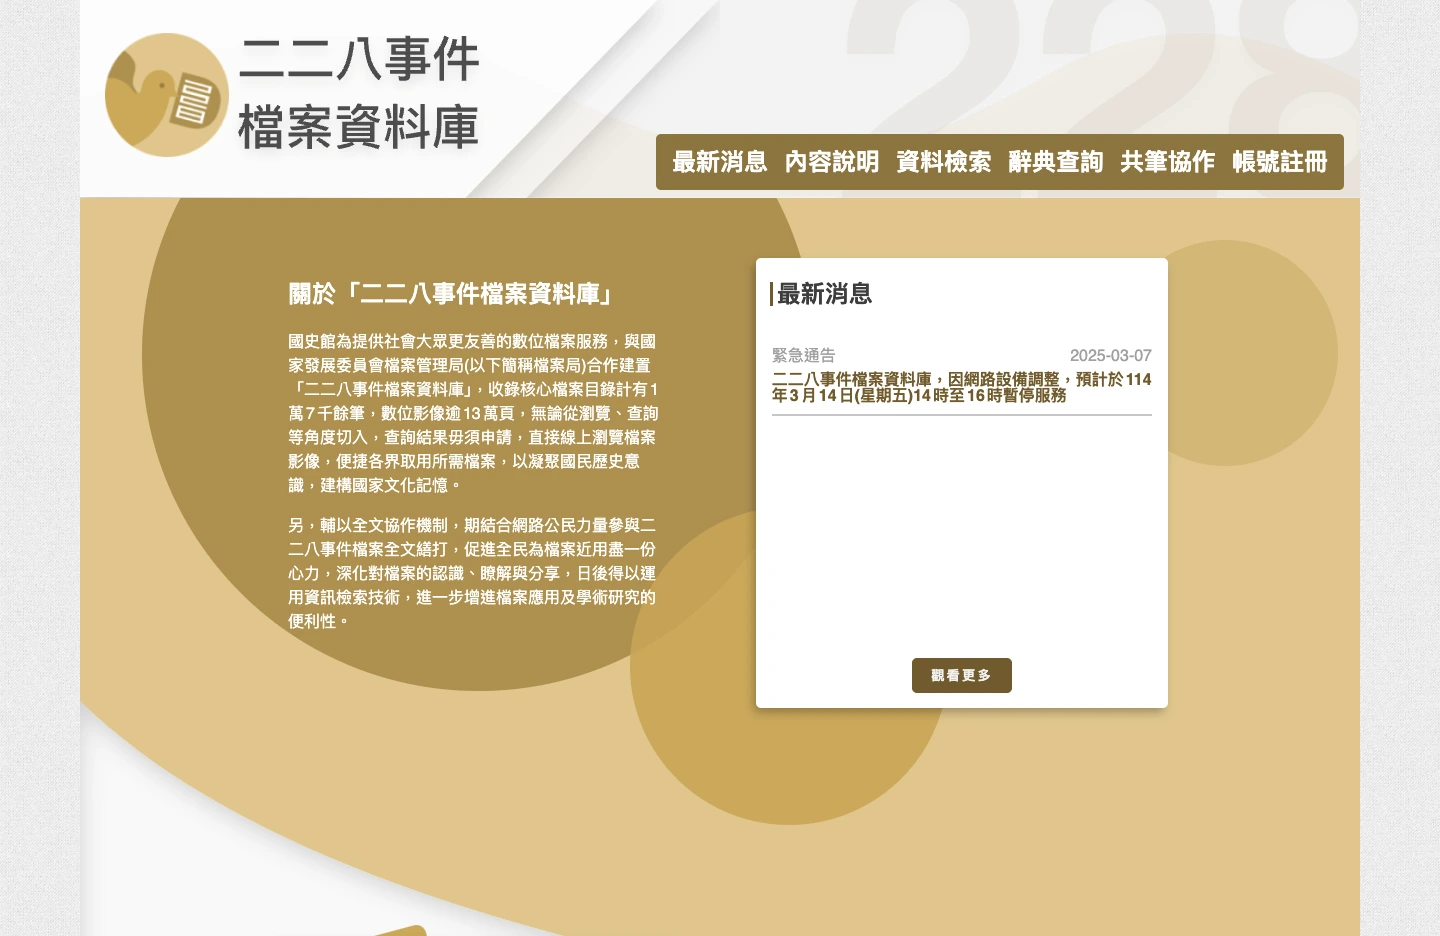 二二八事件
檔案資料庫
228
最新消息 內容說明 資料檢索 辭典查詢 共筆協作 帳號註冊
關於「二二八事件檔案資料庫」
國史館為提供社會大眾更友善的數位檔案服務，與國
家發展委員會檔案管理局(以下簡稱檔案局)合作建置
「二二八事件檔案資料庫」，收錄核心檔案目錄計有1
萬7千餘筆，數位影像逾13萬頁，無論從瀏覽、查詢
等角度切入，查詢結果毋須申請，直接線上瀏覽檔案
影像，便捷各界取用所需檔案，以凝聚國民歷史意
識，建構國家文化記憶。
另，輔以全文協作機制，期結合網路公民力量參與二
二八事件檔案全文繕打，促進全民為檔案近用盡一份
心力，深化對檔案的認識、瞭解與分享，日後得以運
用資訊檢索技術，進一步增進檔案應用及學術研究的
便利性。
最新消息
緊急通告 2025-03-07
二二八事件檔案資料庫，因網路設備調整，預計於114
年3月14日(星期五)14時至16時暫停服務
觀看更多